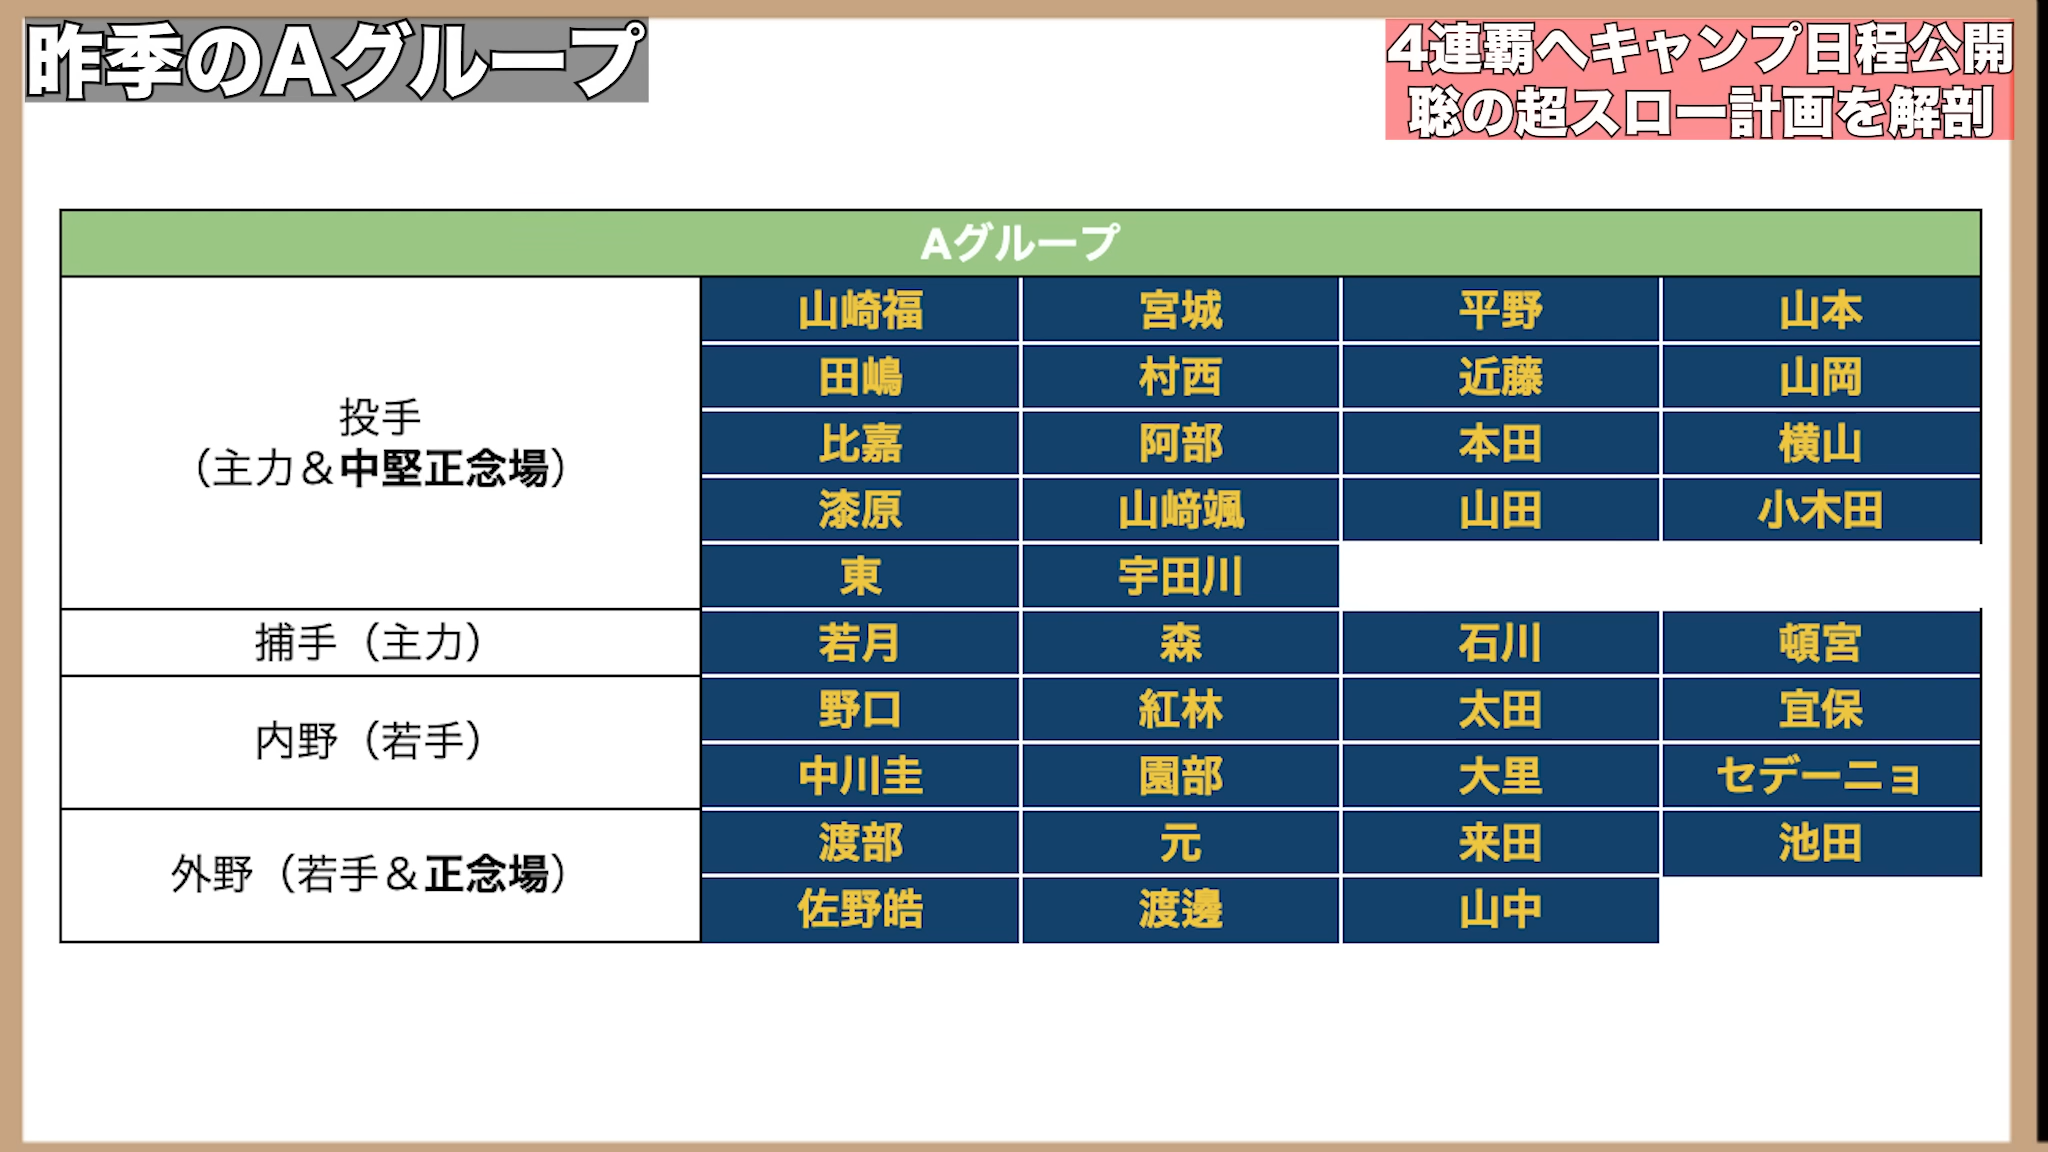 昨季のAグループ
4連覇へキャンプ日程公開
聡の超スロー計画を解剖
Aグループ
投手
（主力＆中堅正念場）
山崎福 宮城 平野 山本
田嶋 村西 近藤 山岡
比嘉 阿部 本田 横山
漆原 山﨑颯 山田 小木田
東 宇田川
捕手（主力） 若月 森 石川 頓宮
内野（若手）
野口 紅林 太田 宜保
中川圭 園部 大里 セデーニョ
外野（若手＆正念場）
渡部 元 来田 池田
佐野皓 渡邊 山中